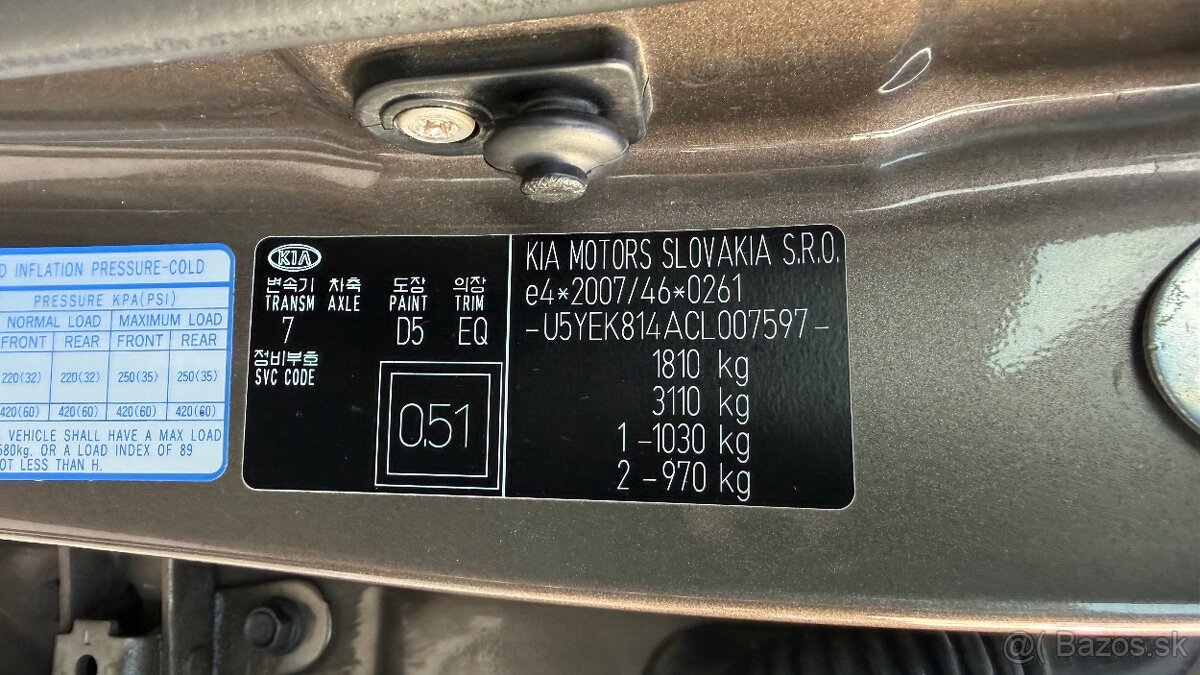 D INFLATION PRESSURE-COLD
PRESSURE KPA(PSI)
NORMAL LOAD MAXIMUM LOAD
FRONT REAR FRONT REAR
220(32) 220(32) 250(35) 250(35)
420(60) 420(60) 420(60) 420(60)
VEHICLE SHALL HAVE A MAX LOAD
580kg. OR A LOAD INDEX OF 89
OT LESS THAN H.
KIA
변속기 차축 도장 의장
TRANSM AXLE PAINT TRIM
7 D5 EQ
정비부호
SVC CODE
0.51
KIA MOTORS SLOVAKIA S.R.O.
e4*2007/46*0261
-U5YEK814ACL007597-
1810 kg
3110 kg
1 -1030 kg
2 -970 kg
@( Bazos.sk